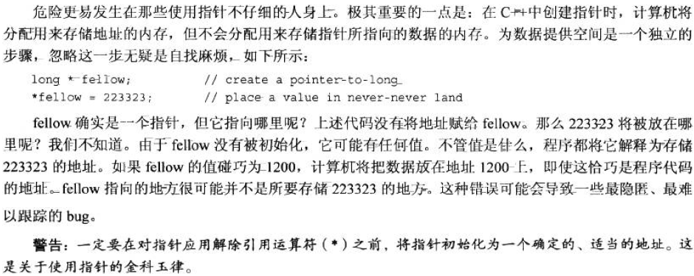 危险更易发生在那些使用指针不仔细的人身上。极其重要的一点是：在 C++中创建指针时，计算机将
分配用来存储地址的内存，但不会分配用来存储指针所指向的数据的内存。为数据提供空间是一个独立的
步骤，忽略这一步无疑是自找麻烦，如下所示：
long * fellow; // create a pointer-to-long
*fellow = 223323; // place a value in never-never land
fellow 确实是一个指针，但它指向哪里呢？上述代码没有将地址赋给 fellow。那么 223323 将被放在哪
里呢？我们不知道。由于 fellow 没有被初始化，它可能有任何值。不管值是什么，程序都将它解释为存储
223323 的地址。如果 fellow 的值碰巧为 1200，计算机将把数据放在地址 1200 上，即使这恰巧是程序代码
的地址。fellow 指向的地方很可能并不是所要存储 223323 的地方。这种错误可能会导致一些最隐匿、最难
以跟踪的 bug。
警告：一定要在对指针应用解除引用运算符（*）之前，将指针初始化为一个确定的、适当的地址。这
是关于使用指针的金科玉律。